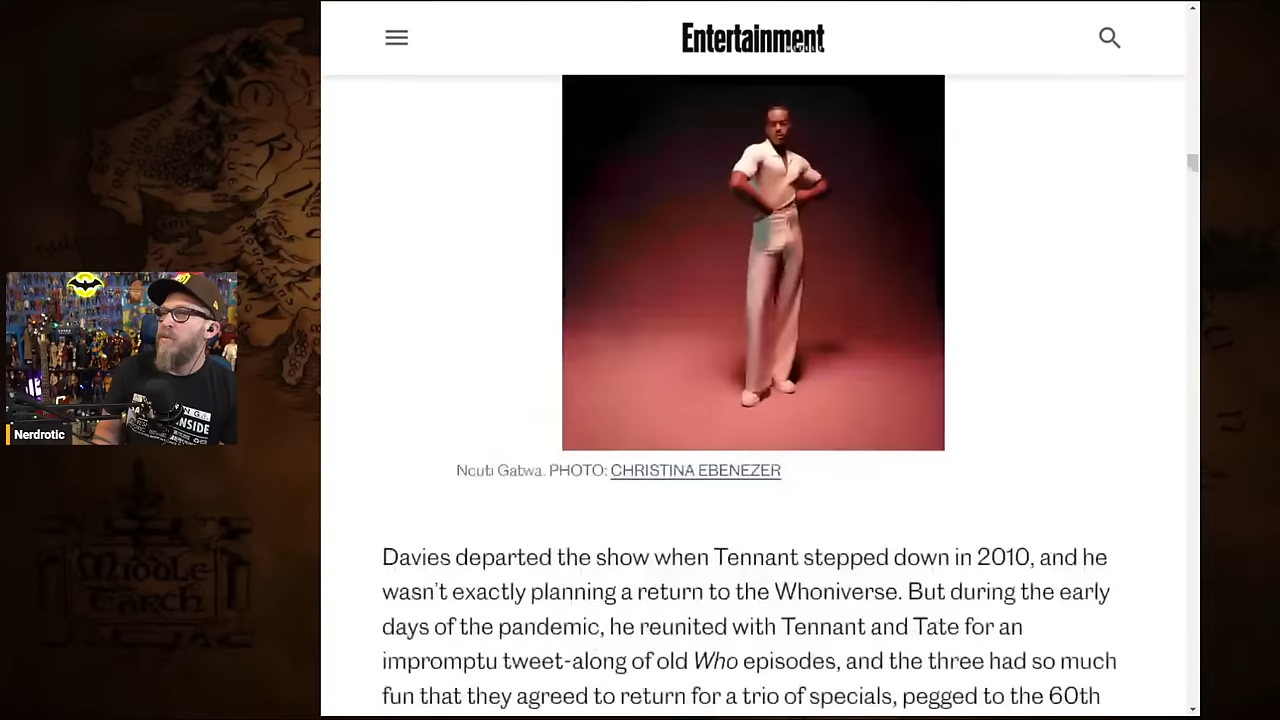 Entertainment
Ncuti Gatwa. PHOTO: CHRISTINA EBENEZER
Nerdrotic
Davies departed the show when Tennant stepped down in 2010, and he
wasn't exactly planning a return to the Whoniverse. But during the early
days of the pandemic, he reunited with Tennant and Tate for an
impromptu tweet-along of old Who episodes, and the three had so much
fun that they agreed to return for a trio of specials, pegged to the 60th
MIDDLE
EARTH